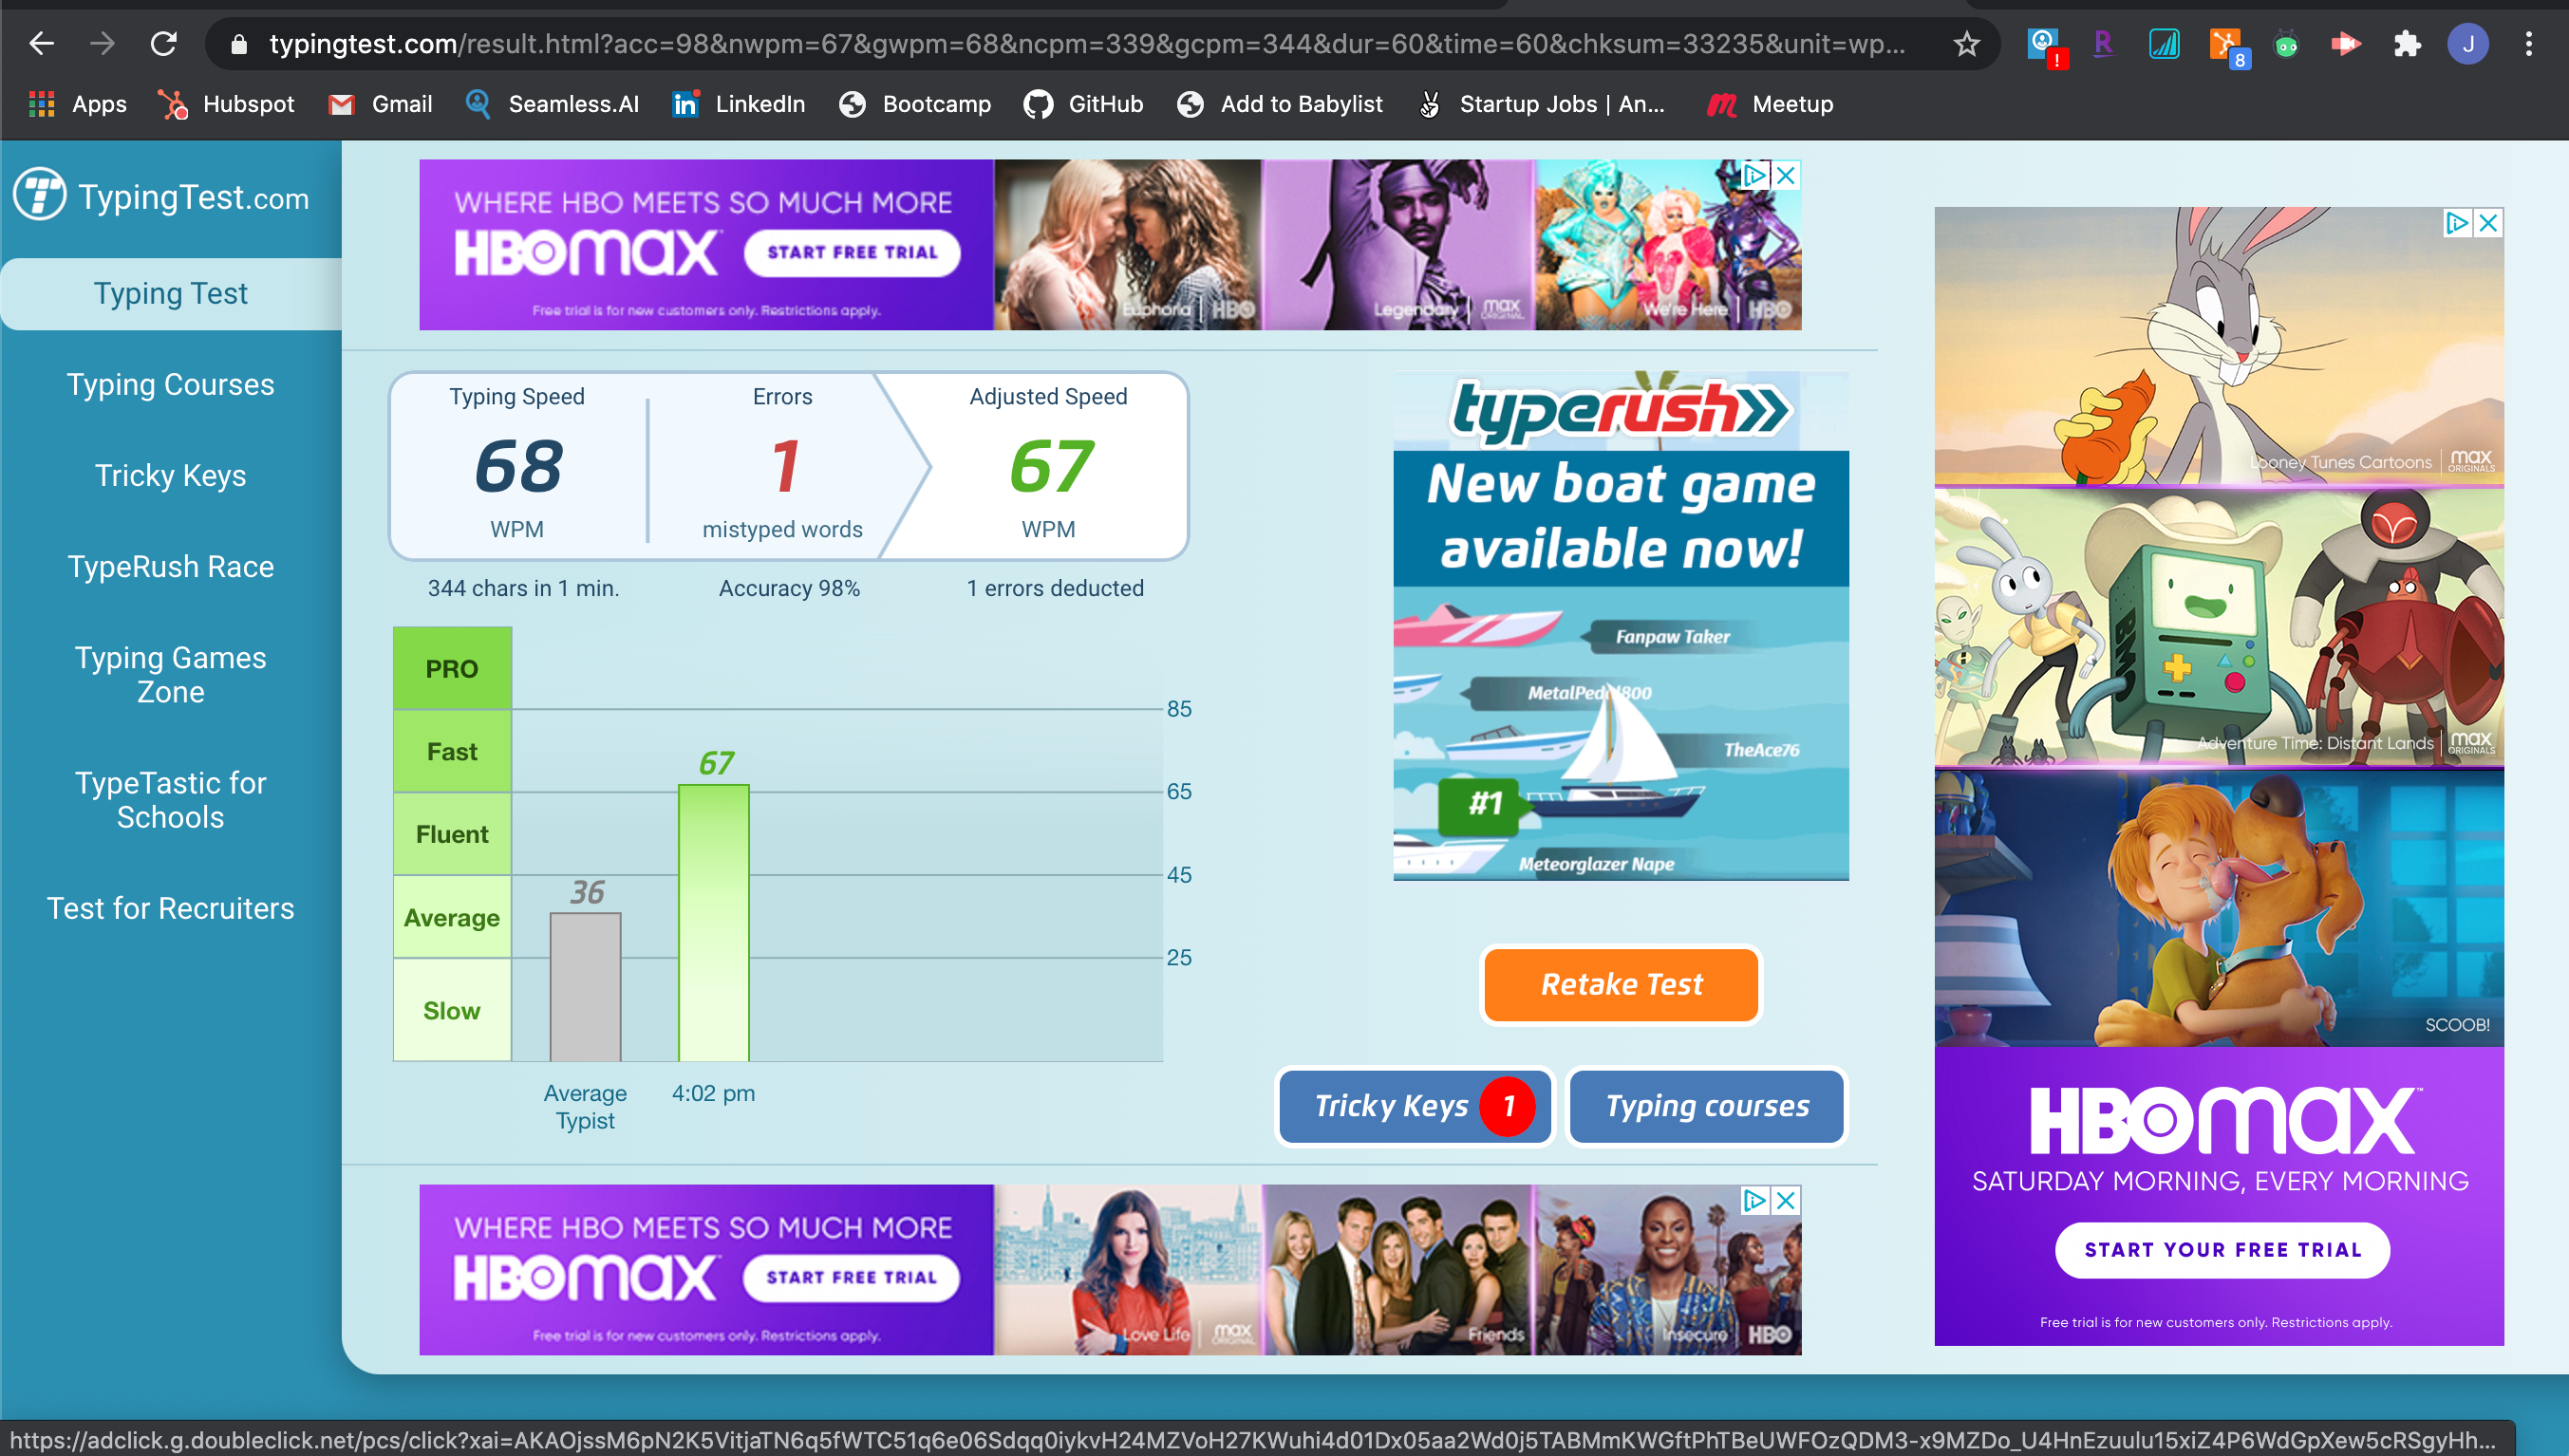 typingtest.com/result.html?acc=98&nwpm=67&gwpm=68&ncpm=339&gcpm=344&dur=60&time=60&chksum=33235&unit=wp...
!
R
8
J
Apps
Hubspot
Gmail
Seamless.AI
LinkedIn
Bootcamp
GitHub
Add to Babylist
Startup Jobs | An...
Meetup
TypingTest.com
Typing Test
Typing Courses
Tricky Keys
TypeRush Race
Typing Games
Zone
TypeTastic for
Schools
Test for Recruiters
WHERE HBO MEETS SO MUCH MORE
HBOmax
START FREE TRIAL
Free trial is for new customers only. Restrictions apply.
Euphoria | HBO
Legendary | max ORIGINAL
We're Here | HBO
Typing Speed
68
WPM
344 chars in 1 min.
Errors
1
mistyped words
Accuracy 98%
Adjusted Speed
67
WPM
1 errors deducted
PRO
Fast
Fluent
Average
Slow
85
65
45
25
36
67
Average
Typist
4:02 pm
typerush
New boat game
available now!
Fanpaw Taker
MetalPedal800
TheAce76
#1
Meteorglazer Nape
Retake Test
Tricky Keys 1
Typing courses
WHERE HBO MEETS SO MUCH MORE
HBOmax
START FREE TRIAL
Free trial is for new customers only. Restrictions apply.
Love Life | max ORIGINAL
Friends
Insecure HBO
Looney Tunes Cartoons | max ORIGINALS
BMO
Adventure Time: Distant Lands | max ORIGINALS
SCOOB!
HBOmax™
SATURDAY MORNING, EVERY MORNING
START YOUR FREE TRIAL
Free trial is for new customers only. Restrictions apply.
https://adclick.g.doubleclick.net/pcs/click?xai=AKAOjssM6pN2K5VitjaTN6q5fWTC51q6e06Sdqq0iykvH24MZVoH27KWuhi4d01Dx05aa2Wd0j5TABMmKWGftPhTBeUWFOzQDM3-x9MZDo_U4HnEzuulu15xiZ4P6WdGpXew5cRSgyHh...